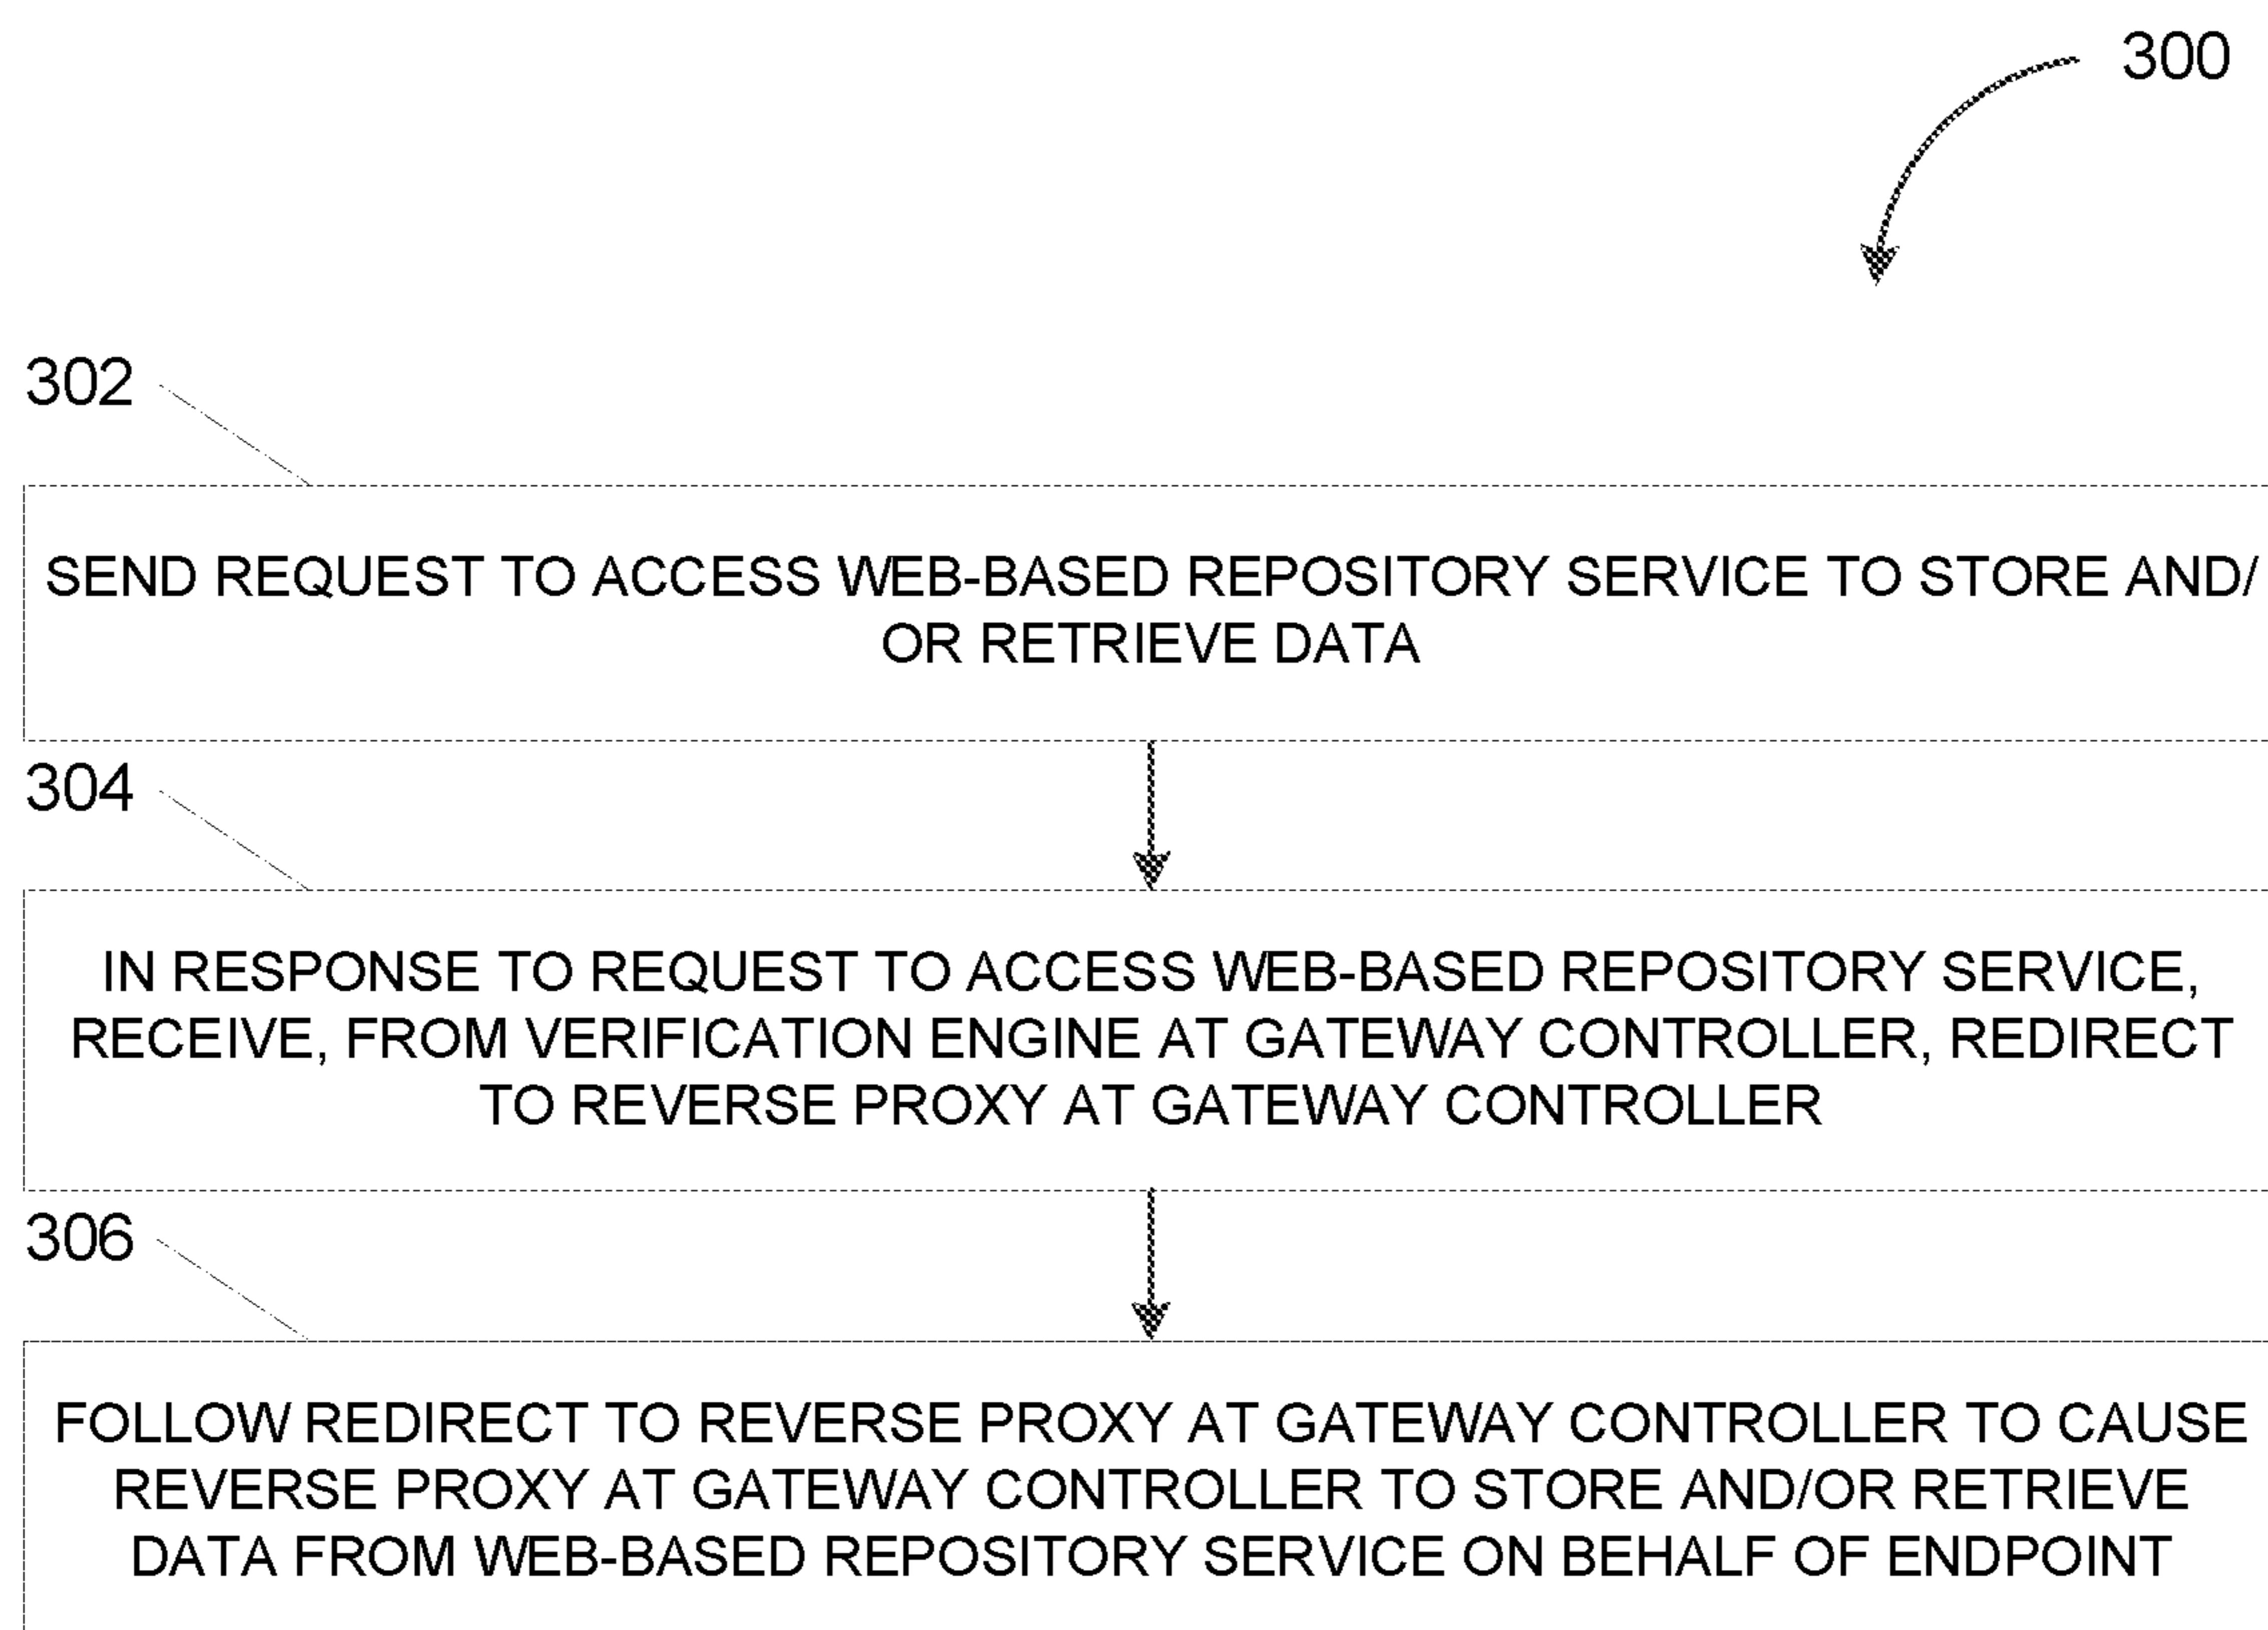 300
302
SEND REQUEST TO ACCESS WEB-BASED REPOSITORY SERVICE TO STORE AND/
OR RETRIEVE DATA
304
IN RESPONSE TO REQUEST TO ACCESS WEB-BASED REPOSITORY SERVICE,
RECEIVE, FROM VERIFICATION ENGINE AT GATEWAY CONTROLLER, REDIRECT
TO REVERSE PROXY AT GATEWAY CONTROLLER
306
FOLLOW REDIRECT TO REVERSE PROXY AT GATEWAY CONTROLLER TO CAUSE
REVERSE PROXY AT GATEWAY CONTROLLER TO STORE AND/OR RETRIEVE
DATA FROM WEB-BASED REPOSITORY SERVICE ON BEHALF OF ENDPOINT